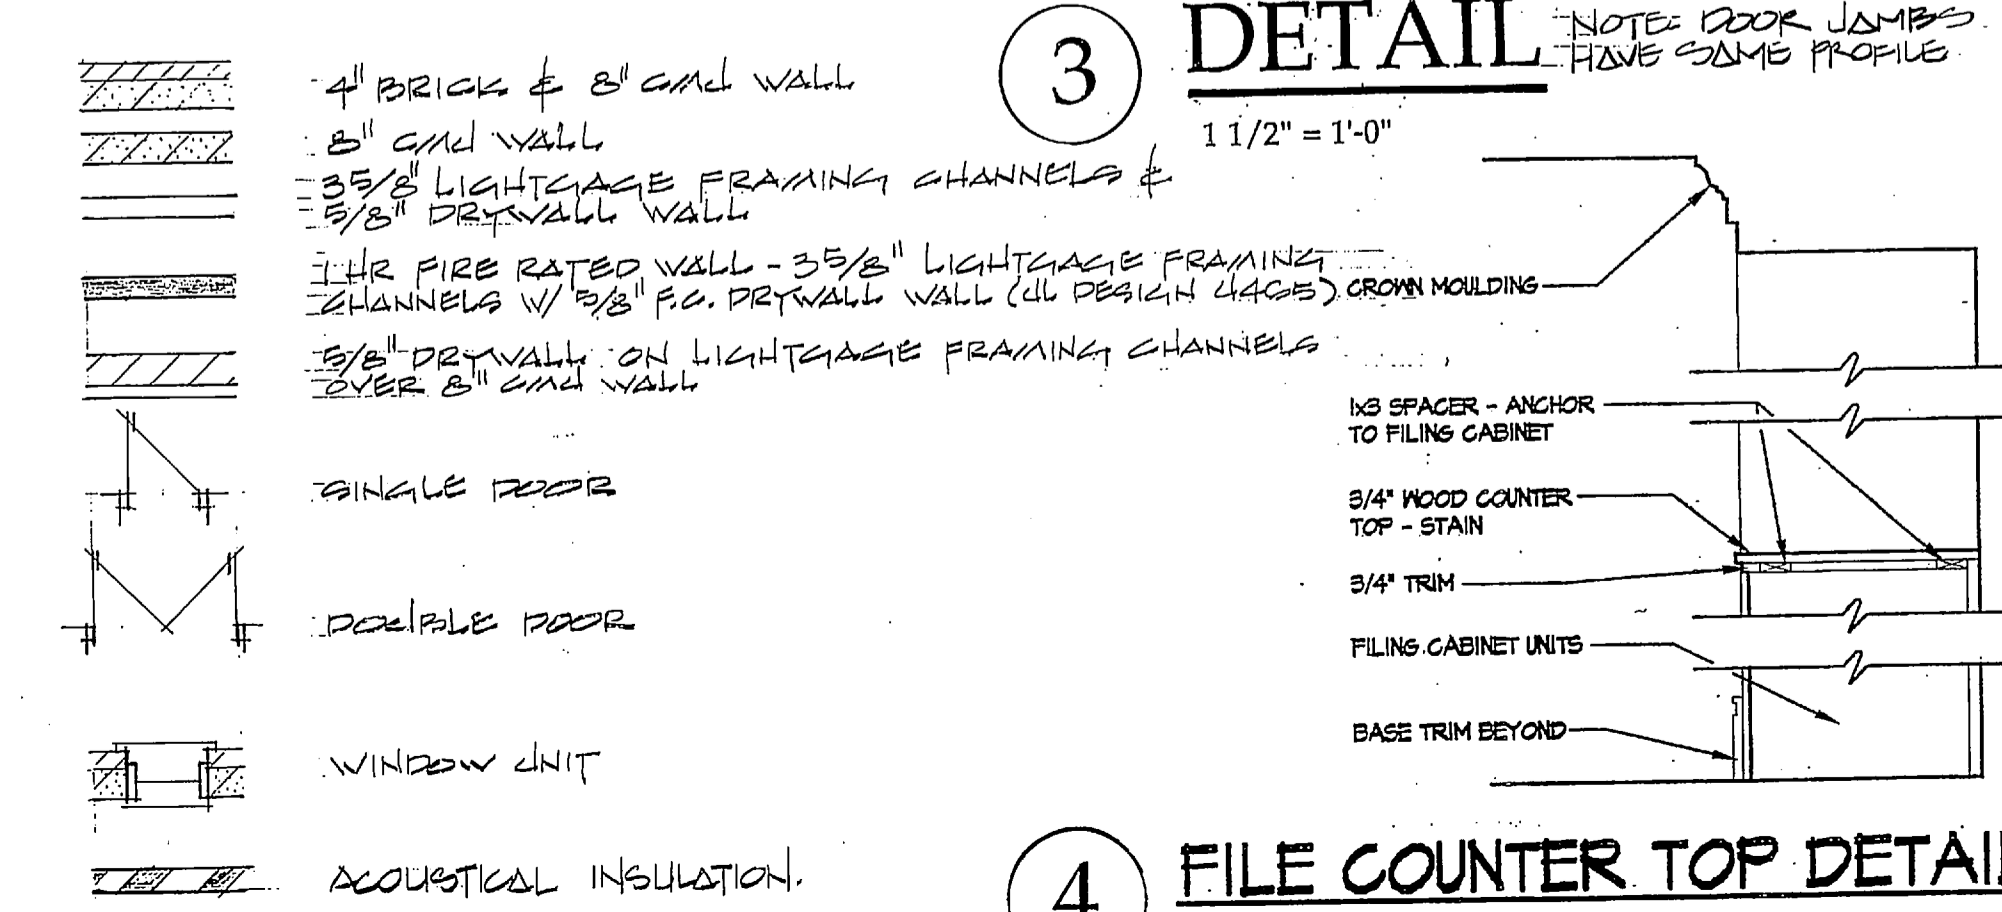 4" BRICK & 8" CMU WALL
8" CMU WALL
3 5/8" LIGHTGAGE FRAMING CHANNELS &
5/8" DRYWALL WALL
1 HR FIRE RATED WALL - 3 5/8" LIGHTGAGE FRAMING
CHANNELS W/ 5/8" F.C. DRYWALL WALL (UL DESIGN U465)
5/8" DRYWALL ON LIGHTGAGE FRAMING CHANNELS
OVER 8" CMU WALL
SINGLE DOOR
DOUBLE DOOR
WINDOW UNIT
ACOUSTICAL INSULATION.
3
DETAIL
NOTE: DOOR JAMBS
HAVE SAME PROFILE
1 1/2" = 1'-0"
CROWN MOULDING
1x3 SPACER - ANCHOR
TO FILING CABINET
3/4" WOOD COUNTER
TOP - STAIN
3/4" TRIM
FILING CABINET UNITS
BASE TRIM BEYOND
4
FILE COUNTER TOP DETAIL